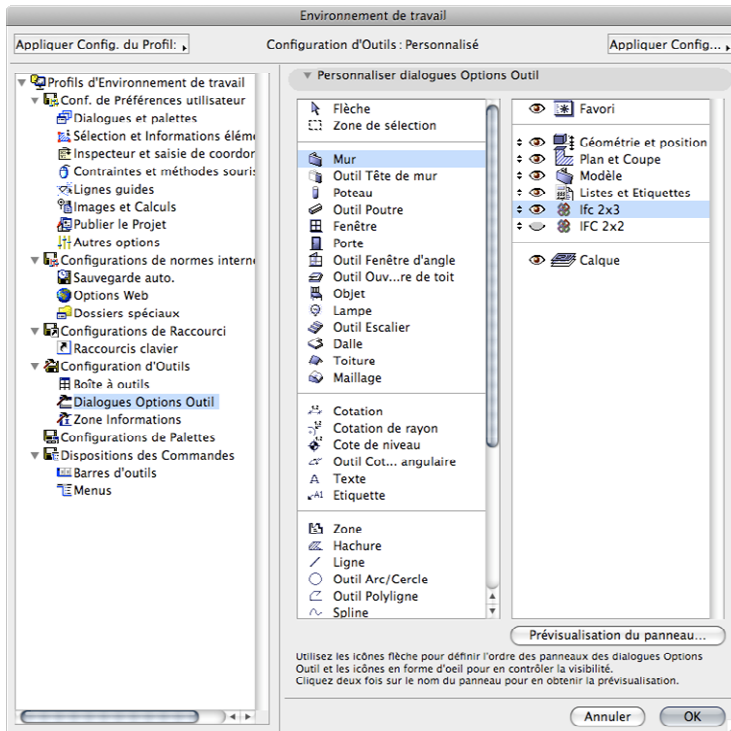 Environnement de travail
Appliquer Config. du Profil:
Configuration d'Outils : Personnalisé
Appliquer Config...
Profils d'Environnement de travail
Conf. de Préférences utilisateur
Dialogues et palettes
Sélection et Informations éléme
Inspecteur et saisie de coordor
Contraintes et méthodes souris
Lignes guides
Images et Calculs
Publier le Projet
Autres options
Configurations de normes interne
Sauvegarde auto.
Options Web
Dossiers spéciaux
Configurations de Raccourci
Raccourcis clavier
Configuration d'Outils
Boîte à outils
Dialogues Options Outil
Zone Informations
Configurations de Palettes
Dispositions des Commandes
Barres d'outils
Menus
Personnaliser dialogues Options Outil
Flèche
Zone de sélection
Mur
Outil Tête de mur
Poteau
Outil Poutre
Fenêtre
Porte
Outil Fenêtre d'angle
Outil Ouv...re de toit
Objet
Lampe
Outil Escalier
Dalle
Toiture
Maillage
Cotation
Cotation de rayon
Cote de niveau
Outil Cot... angulaire
A Texte
A1 Etiquette
Zone
Hachure
Ligne
Outil Arc/Cercle
Outil Polyligne
Spline
Favori
Géométrie et position
Plan et Coupe
Modèle
Listes et Etiquettes
Ifc 2x3
IFC 2x2
Calque
Prévisualisation du panneau...
Utilisez les icônes flèche pour définir l'ordre des panneaux des dialogues Options
Outil et les icônes en forme d'oeil pour en contrôler la visibilité.
Cliquez deux fois sur le nom du panneau pour en obtenir la prévisualisation.
Annuler
OK